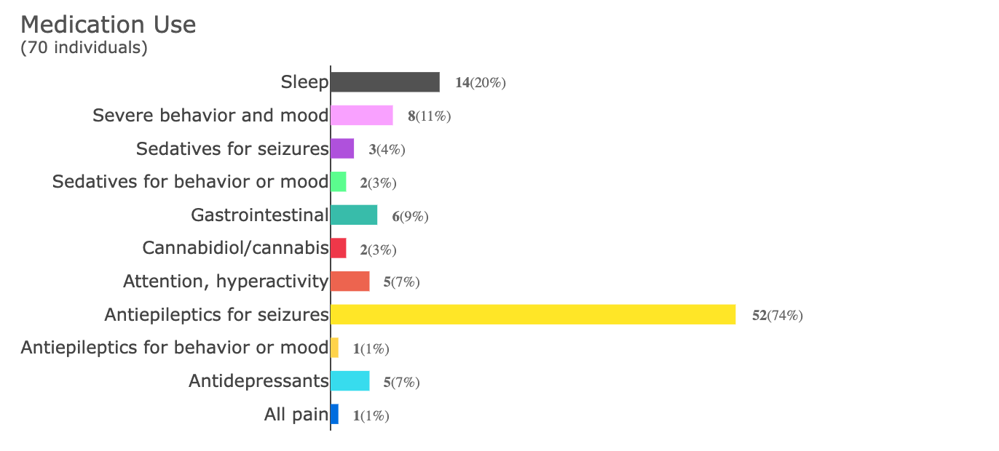 Medication Use
(70 individuals)
Sleep 14(20%)
Severe behavior and mood 8(11%)
Sedatives for seizures 3(4%)
Sedatives for behavior or mood 2(3%)
Gastrointestinal 6(9%)
Cannabidiol/cannabis 2(3%)
Attention, hyperactivity 5(7%)
Antiepileptics for seizures 52(74%)
Antiepileptics for behavior or mood 1(1%)
Antidepressants 5(7%)
All pain 1(1%)